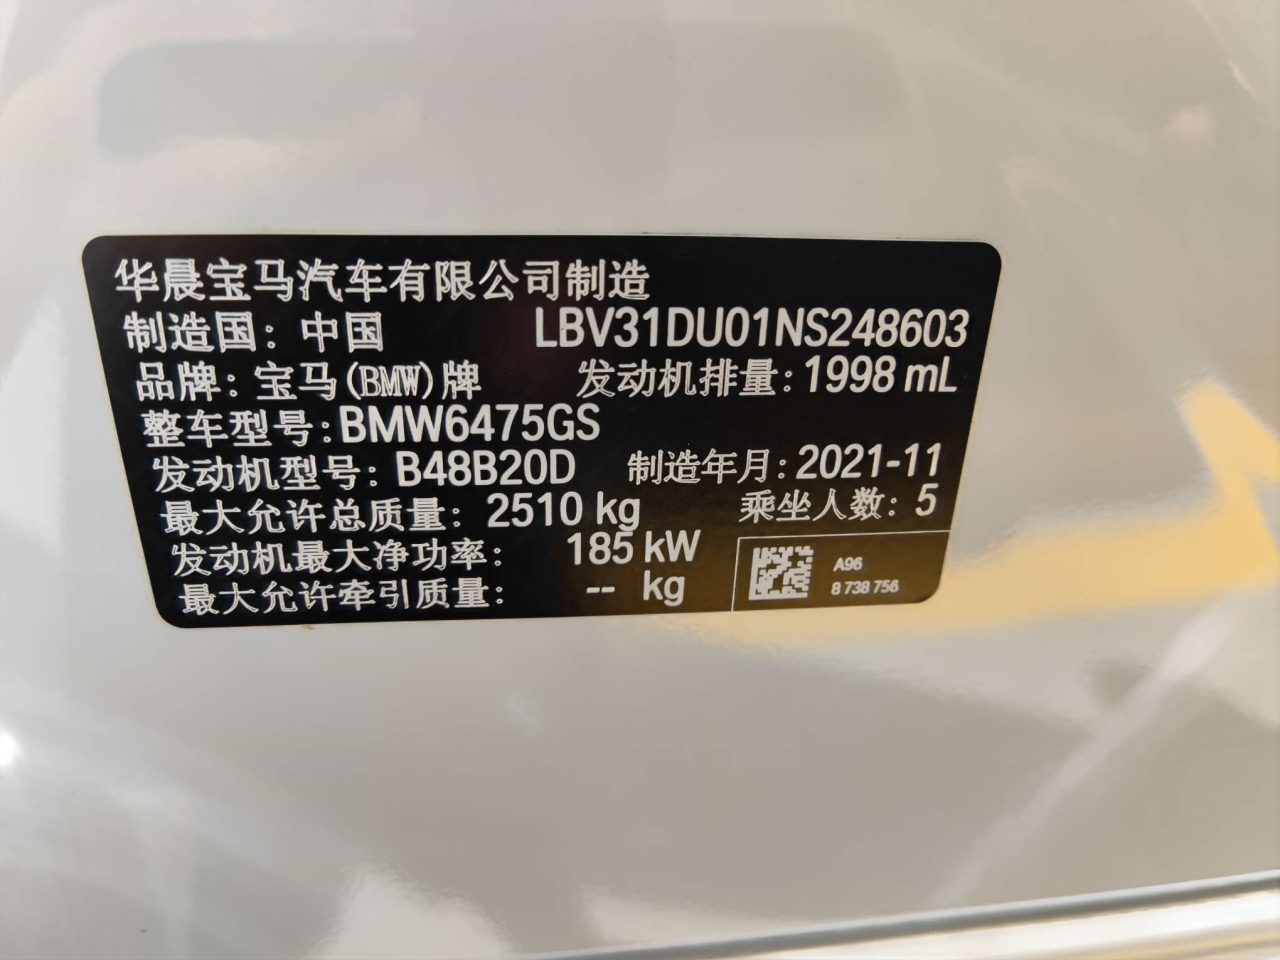 华晨宝马汽车有限公司制造
制造国：中国 LBV31DU01NS248603
品牌：宝马(BMW)牌 发动机排量：1998 mL
整车型号：BMW6475GS
发动机型号：B48B20D 制造年月：2021-11
最大允许总质量：2510 kg 乘坐人数：5
发动机最大净功率：185 kW
最大允许牵引质量：-- kg
A96
8 738 756